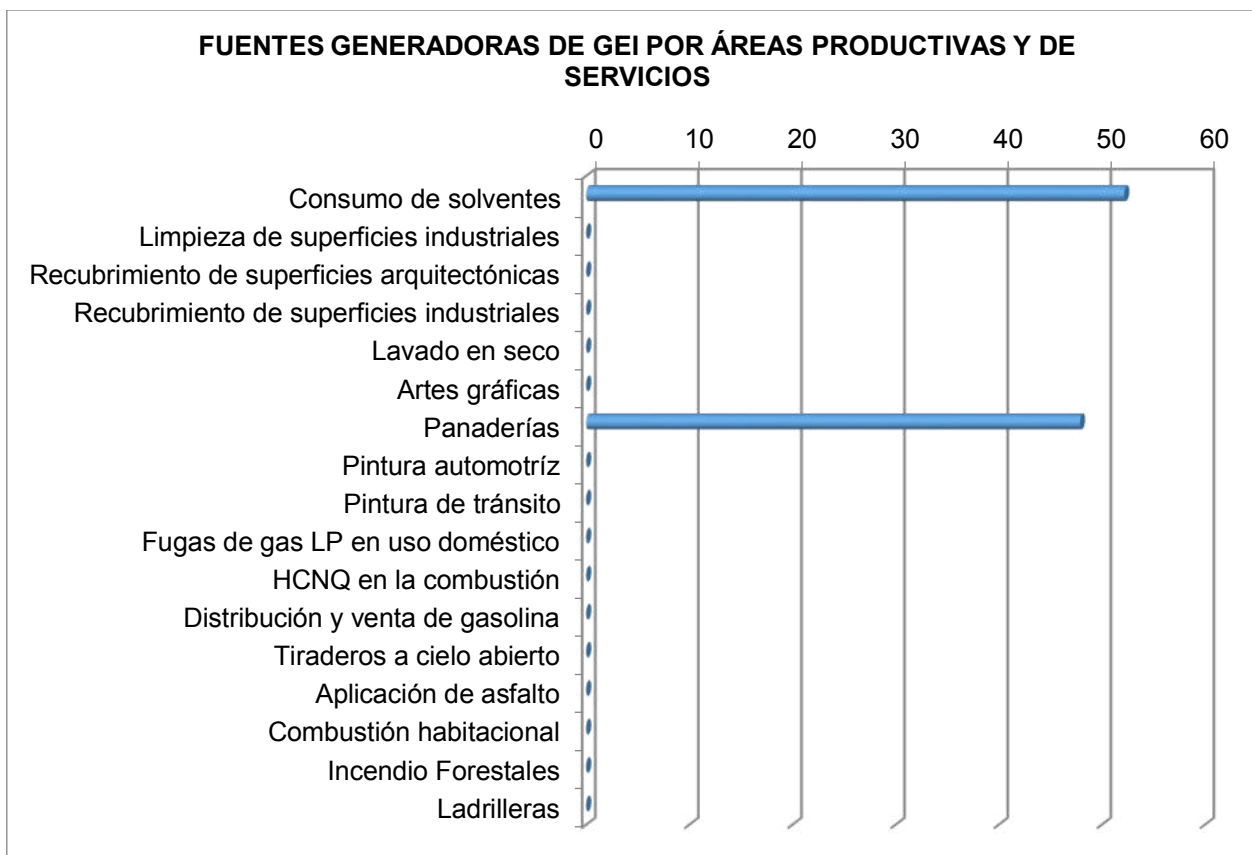 FUENTES GENERADORAS DE GEI POR ÁREAS PRODUCTIVAS Y DE
SERVICIOS
0 10 20 30 40 50 60
Consumo de solventes
Limpieza de superficies industriales
Recubrimiento de superficies arquitectónicas
Recubrimiento de superficies industriales
Lavado en seco
Artes gráficas
Panaderías
Pintura automotríz
Pintura de tránsito
Fugas de gas LP en uso doméstico
HCNQ en la combustión
Distribución y venta de gasolina
Tiraderos a cielo abierto
Aplicación de asfalto
Combustión habitacional
Incendio Forestales
Ladrilleras